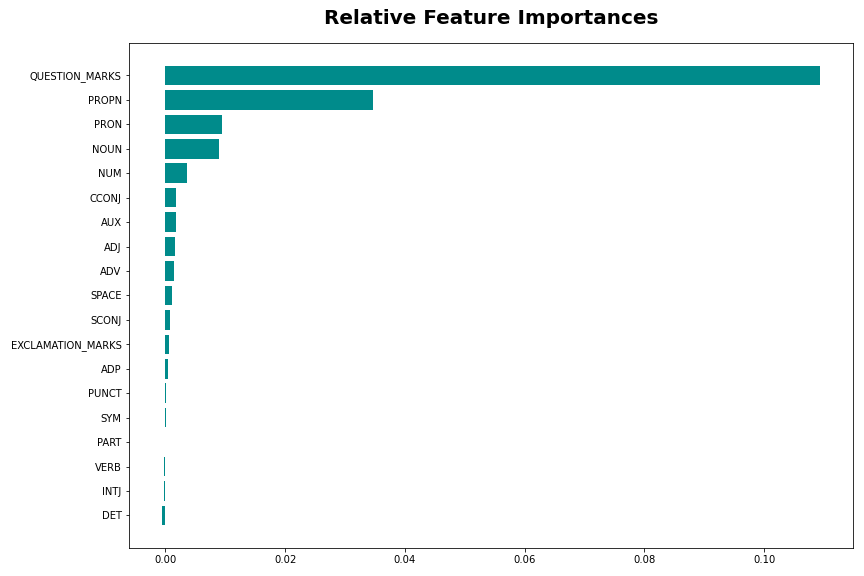 Relative Feature Importances
QUESTION_MARKS
PROPN
PRON
NOUN
NUM
CCONJ
AUX
ADJ
ADV
SPACE
SCONJ
EXCLAMATION_MARKS
ADP
PUNCT
SYM
PART
VERB
INTJ
DET
0.00 0.02 0.04 0.06 0.08 0.10